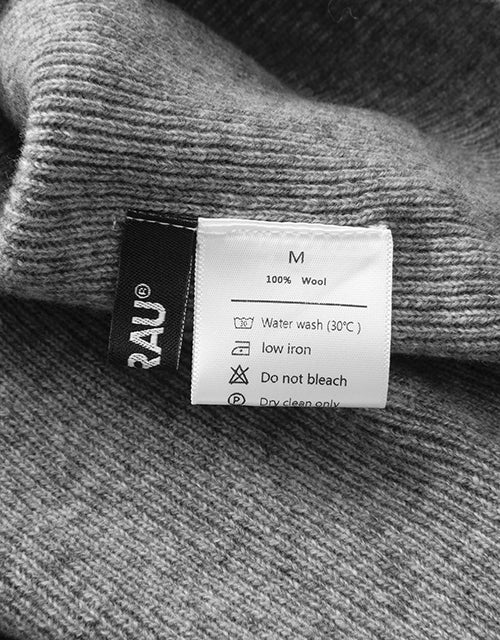 M
100% Wool
Water wash (30℃)
low iron
Do not bleach
Dry clean only
RAU®